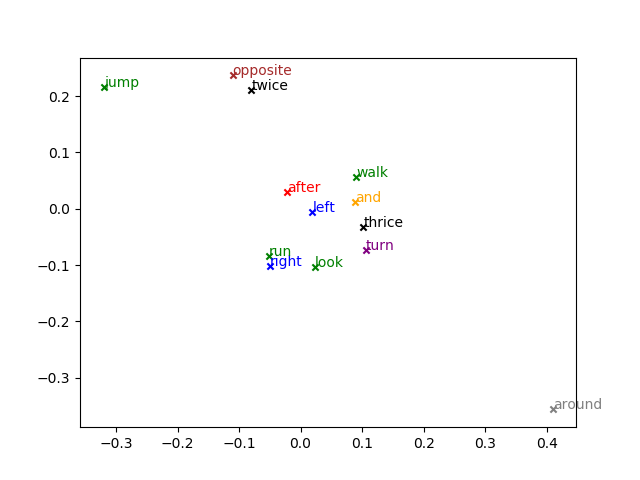 opposite
jump
twice
walk
after
and
left
thrice
turn
run
right
look
around
0.2
0.1
0.0
−0.1
−0.2
−0.3
−0.3
−0.2
−0.1
0.0
0.1
0.2
0.3
0.4